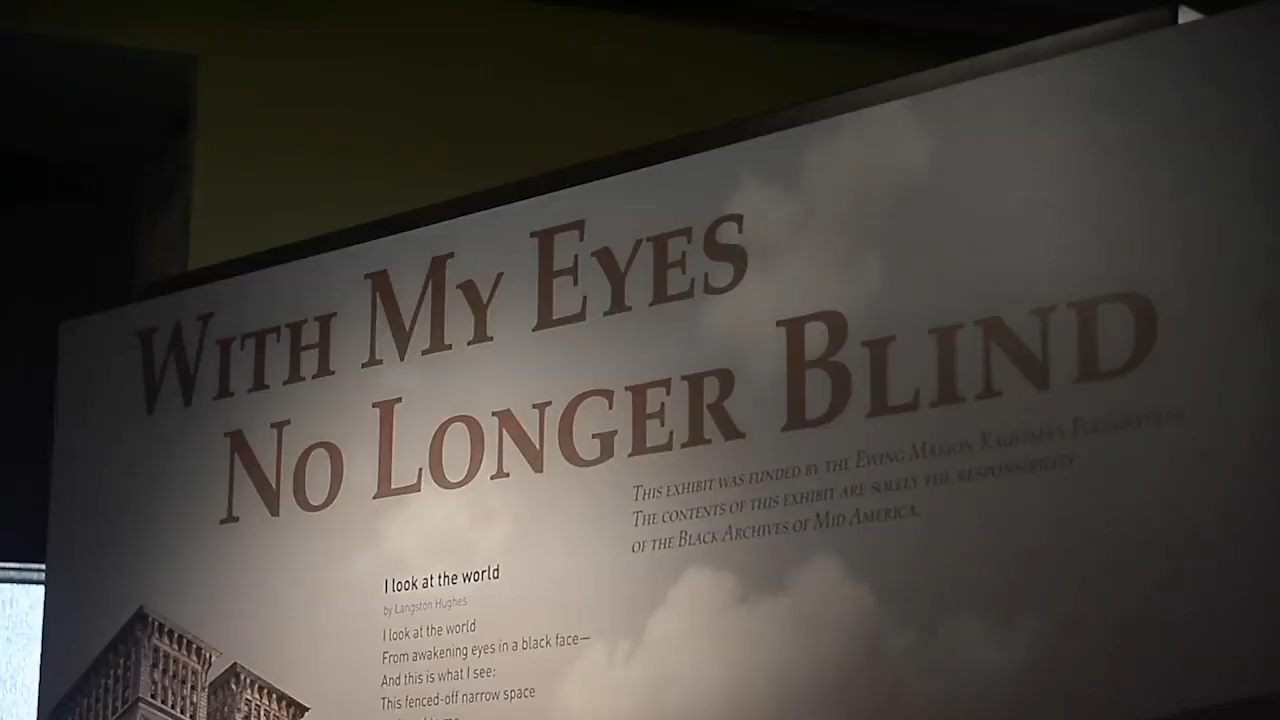 WITH MY EYES
NO LONGER BLIND
THIS EXHIBIT WAS FUNDED BY THE EWING MARION KAUFFMAN FOUNDATION
THE CONTENTS OF THIS EXHIBIT ARE SOLELY THE RESPONSIBILITY
OF THE BLACK ARCHIVES OF MID AMERICA.
I look at the world
by Langston Hughes
I look at the world
From awakening eyes in a black face—
And this is what I see:
This fenced-off narrow space